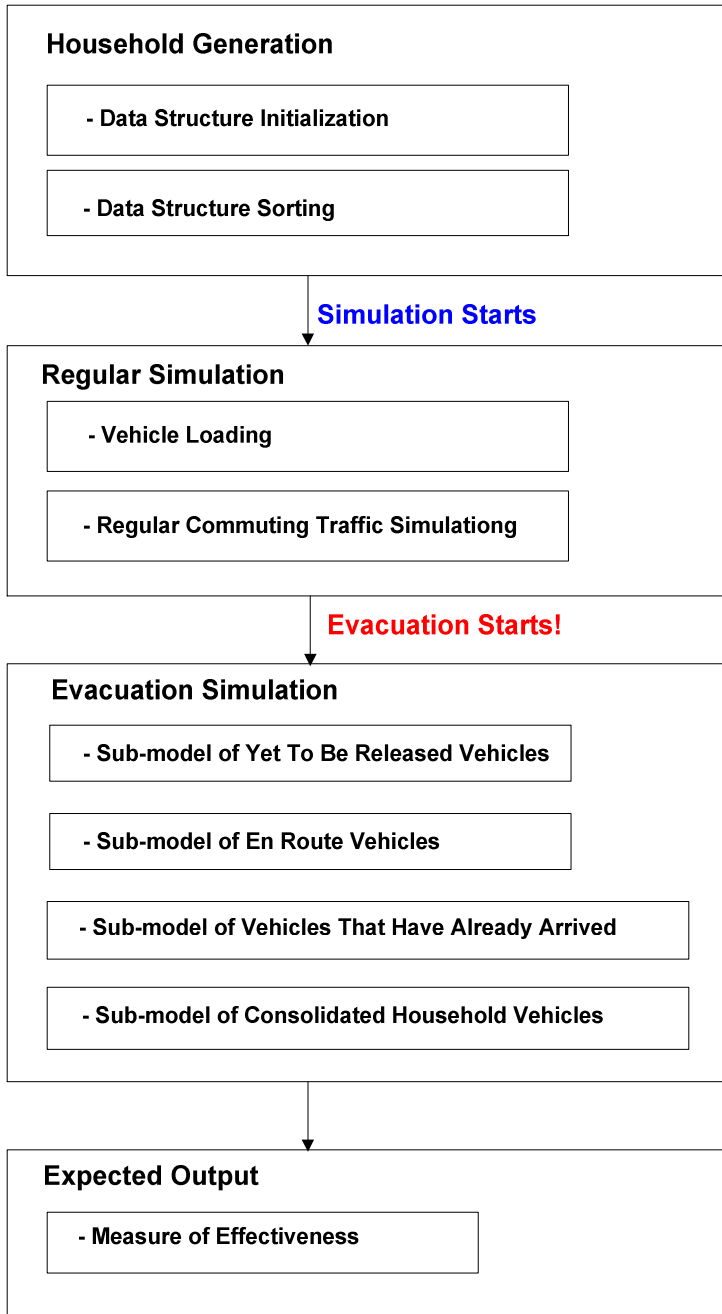 Household Generation
- Data Structure Initialization
- Data Structure Sorting
Simulation Starts
Regular Simulation
- Vehicle Loading
- Regular Commuting Traffic Simulationg
Evacuation Starts!
Evacuation Simulation
- Sub-model of Yet To Be Released Vehicles
- Sub-model of En Route Vehicles
- Sub-model of Vehicles That Have Already Arrived
- Sub-model of Consolidated Household Vehicles
Expected Output
- Measure of Effectiveness